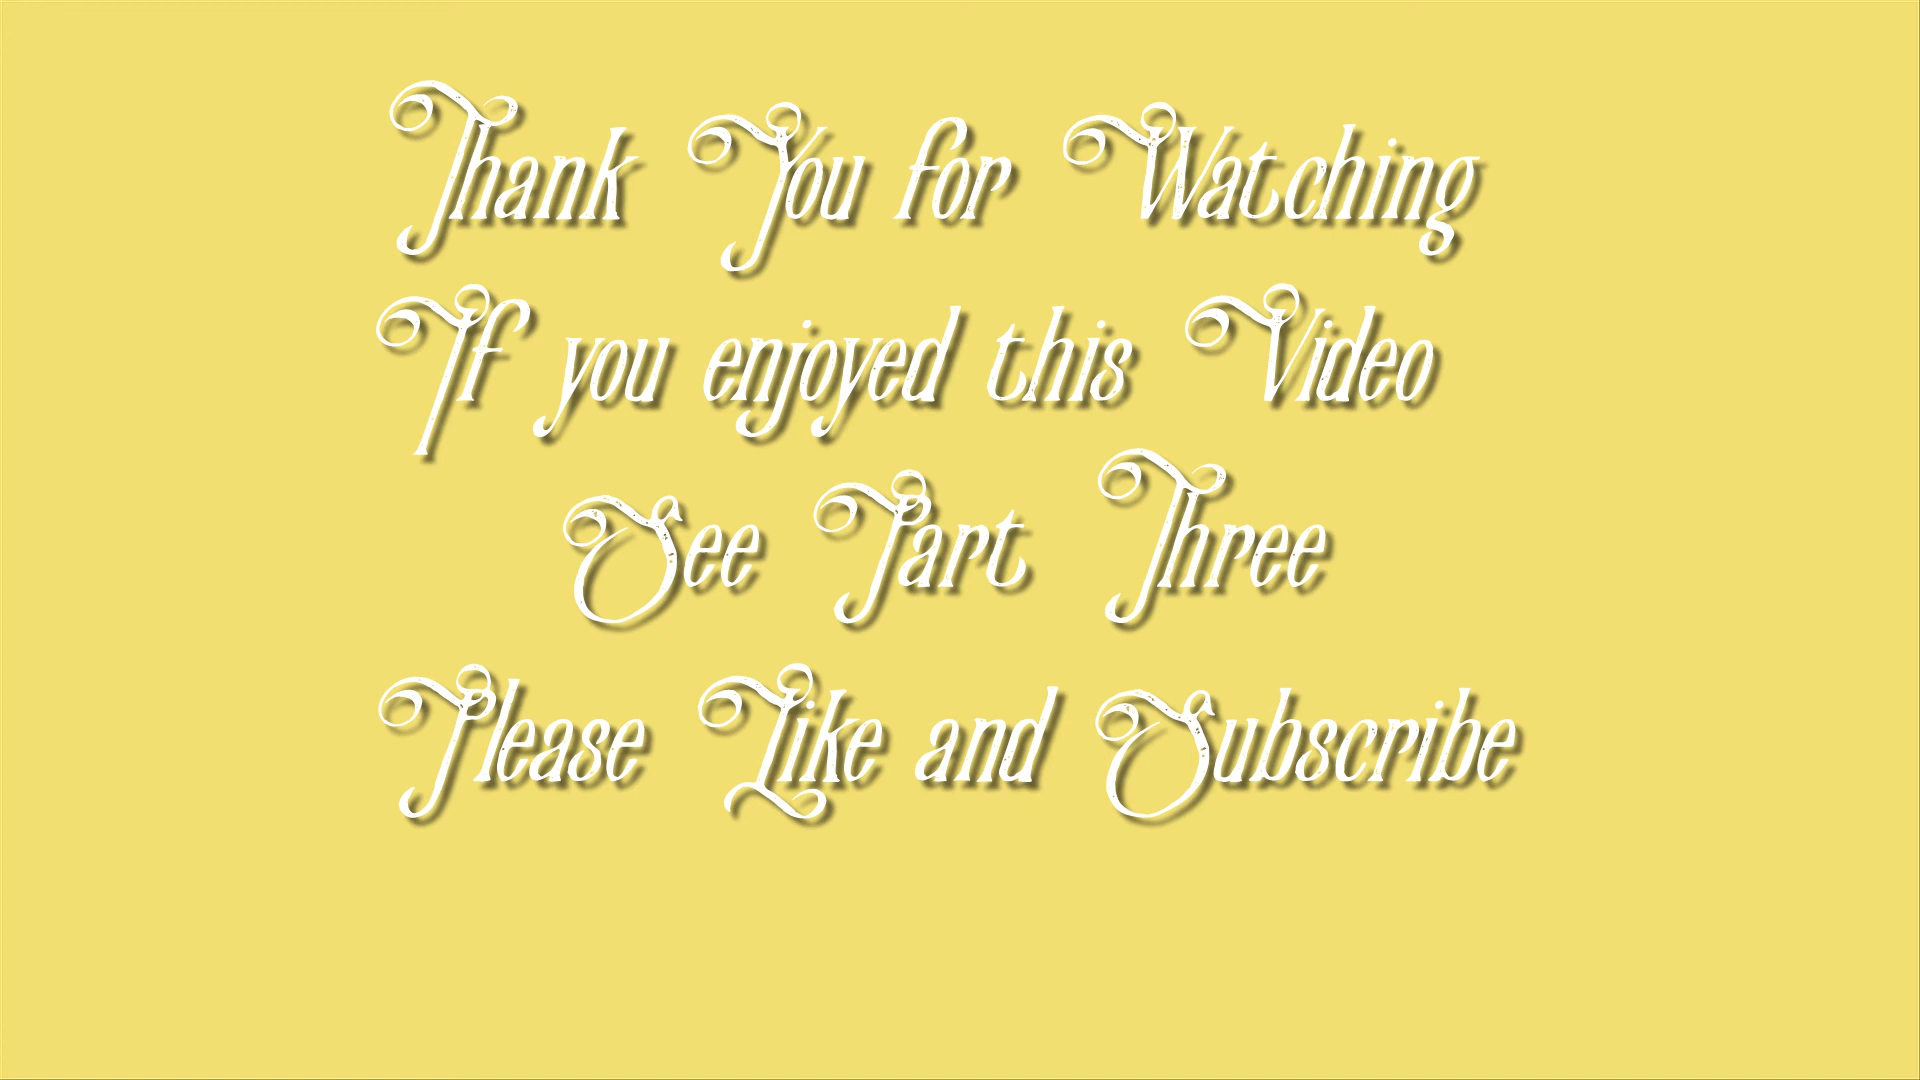 Thank You for Watching
If you enjoyed this Video
See Part Three
Please Like and Subscribe